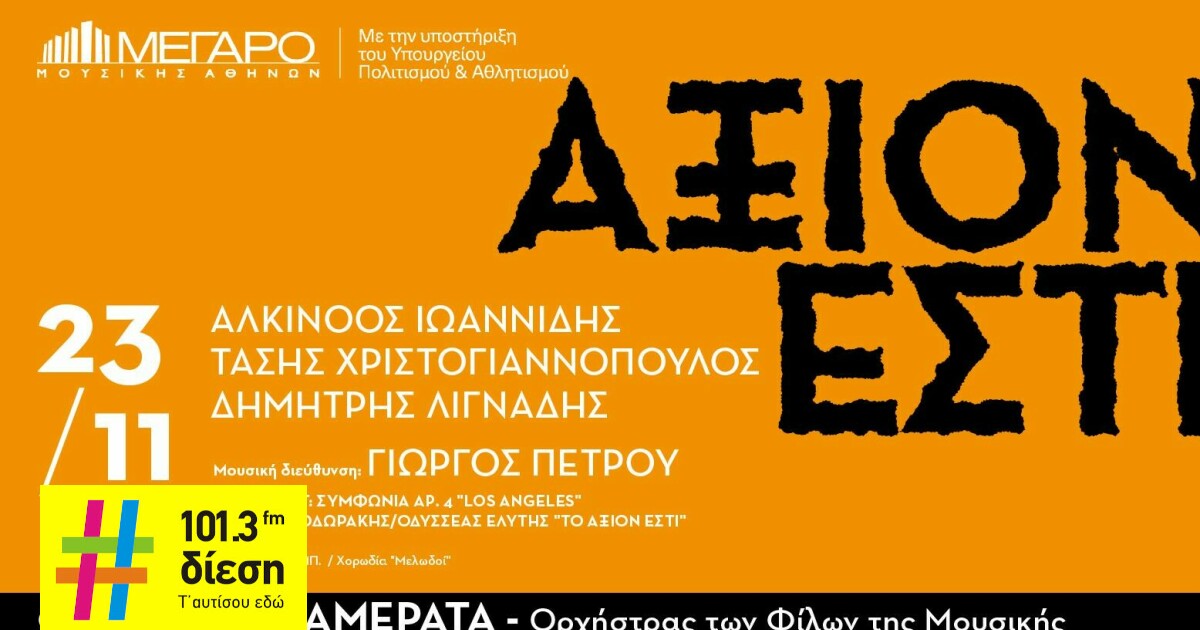 ΜΕΓΑΡΟ
ΜΟΥΣΙΚΗΣ ΑΘΗΝΩΝ
Με την υποστήριξη
του Υπουργείου
Πολιτισμού & Αθλητισμού
ΑΞΙΟΝ
ΕΣΤΙ
23
/11
ΑΛΚΙΝΟΟΣ ΙΩΑΝΝΙΔΗΣ
ΤΑΣΗΣ ΧΡΙΣΤΟΓΙΑΝΝΟΠΟΥΛΟΣ
ΔΗΜΗΤΡΗΣ ΛΙΓΝΑΔΗΣ
Μουσική διεύθυνση: ΓΙΩΡΓΟΣ ΠΕΤΡΟΥ
: ΣΥΜΦΩΝΙΑ ΑΡ. 4 "LOS ANGELES"
ΟΔΩΡΑΚΗΣ/ΟΔΥΣΣΕΑΣ ΕΛΥΤΗΣ "ΤΟ ΑΞΙΟΝ ΕΣΤΙ"
/ Χορωδία "Μελωδοί"
101.3 fm
δίεση
Τ'αυτίσου εδώ
ΑΜΕΡΑΤΑ - Ορχήστρας των Φίλων της Μουσικής